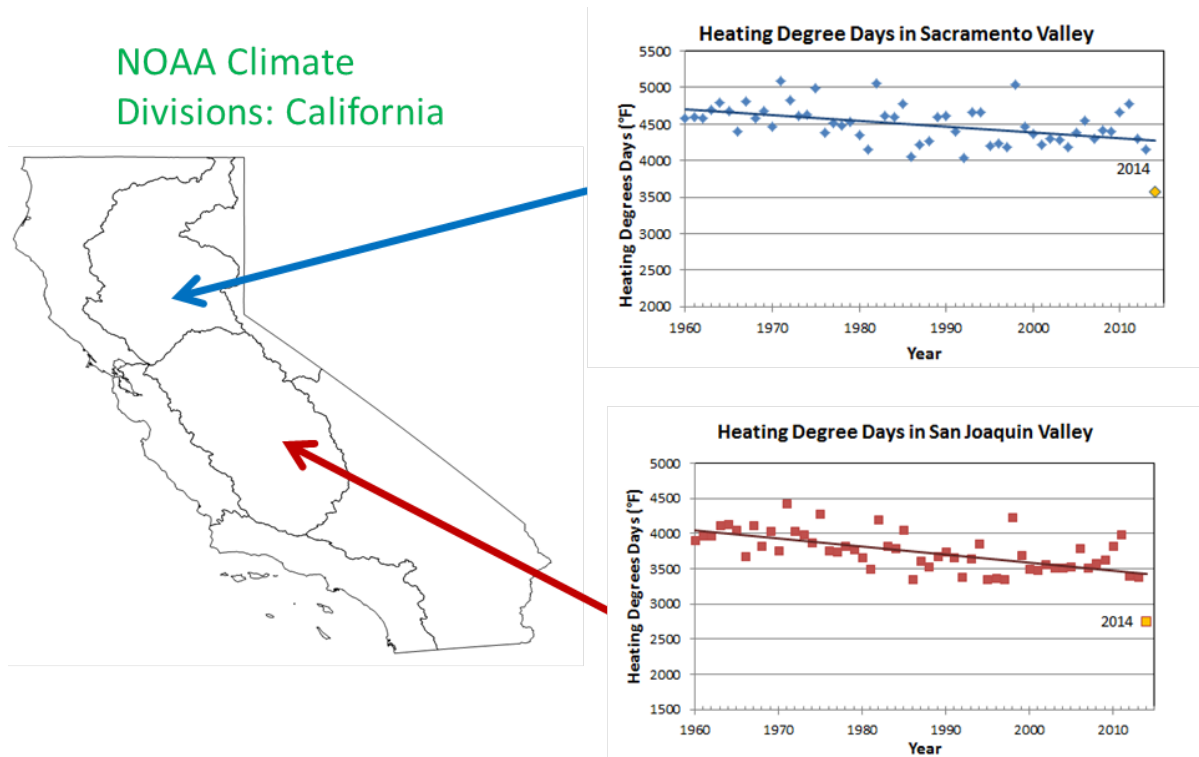 NOAA Climate
Divisions: California
Heating Degree Days in Sacramento Valley
Heating Degrees Days (°F)
5500
5000
4500
4000
3500
3000
2500
2000
2014
1960 1970 1980 1990 2000 2010
Year
Heating Degree Days in San Joaquin Valley
Heating Degrees Days (°F)
5000
4500
4000
3500
3000
2500
2000
1500
2014
1960 1970 1980 1990 2000 2010
Year